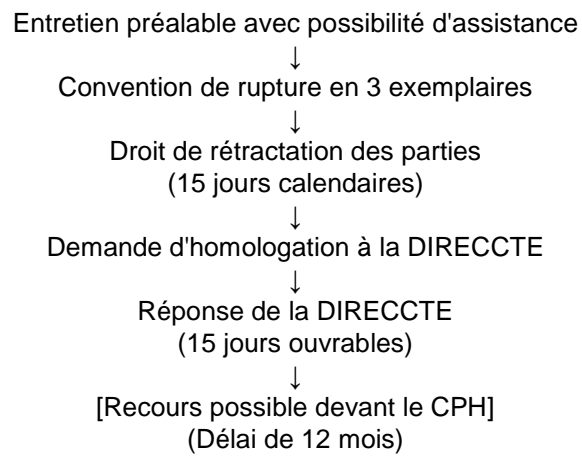 Entretien préalable avec possibilité d'assistance
↓
Convention de rupture en 3 exemplaires
↓
Droit de rétractation des parties
(15 jours calendaires)
↓
Demande d'homologation à la DIRECCTE
↓
Réponse de la DIRECCTE
(15 jours ouvrables)
↓
[Recours possible devant le CPH]
(Délai de 12 mois)